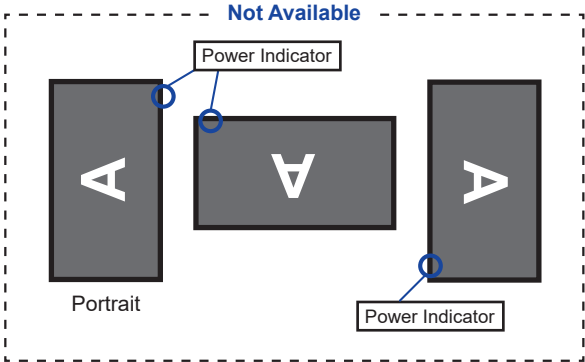 Not Available
Power Indicator
A
A
A
Portrait
Power Indicator